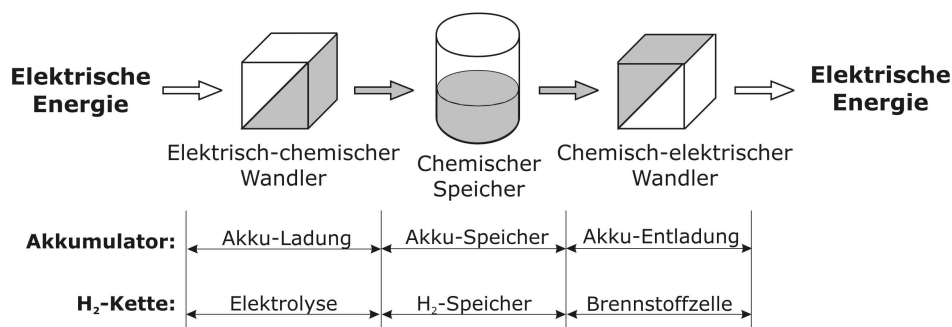 Elektrische
Energie
Elektrisch-chemischer
Wandler
Chemischer
Speicher
Chemisch-elektrischer
Wandler
Elektrische
Energie
Akkumulator: Akku-Ladung Akku-Speicher Akku-Entladung
H₂-Kette: Elektrolyse H₂-Speicher Brennstoffzelle